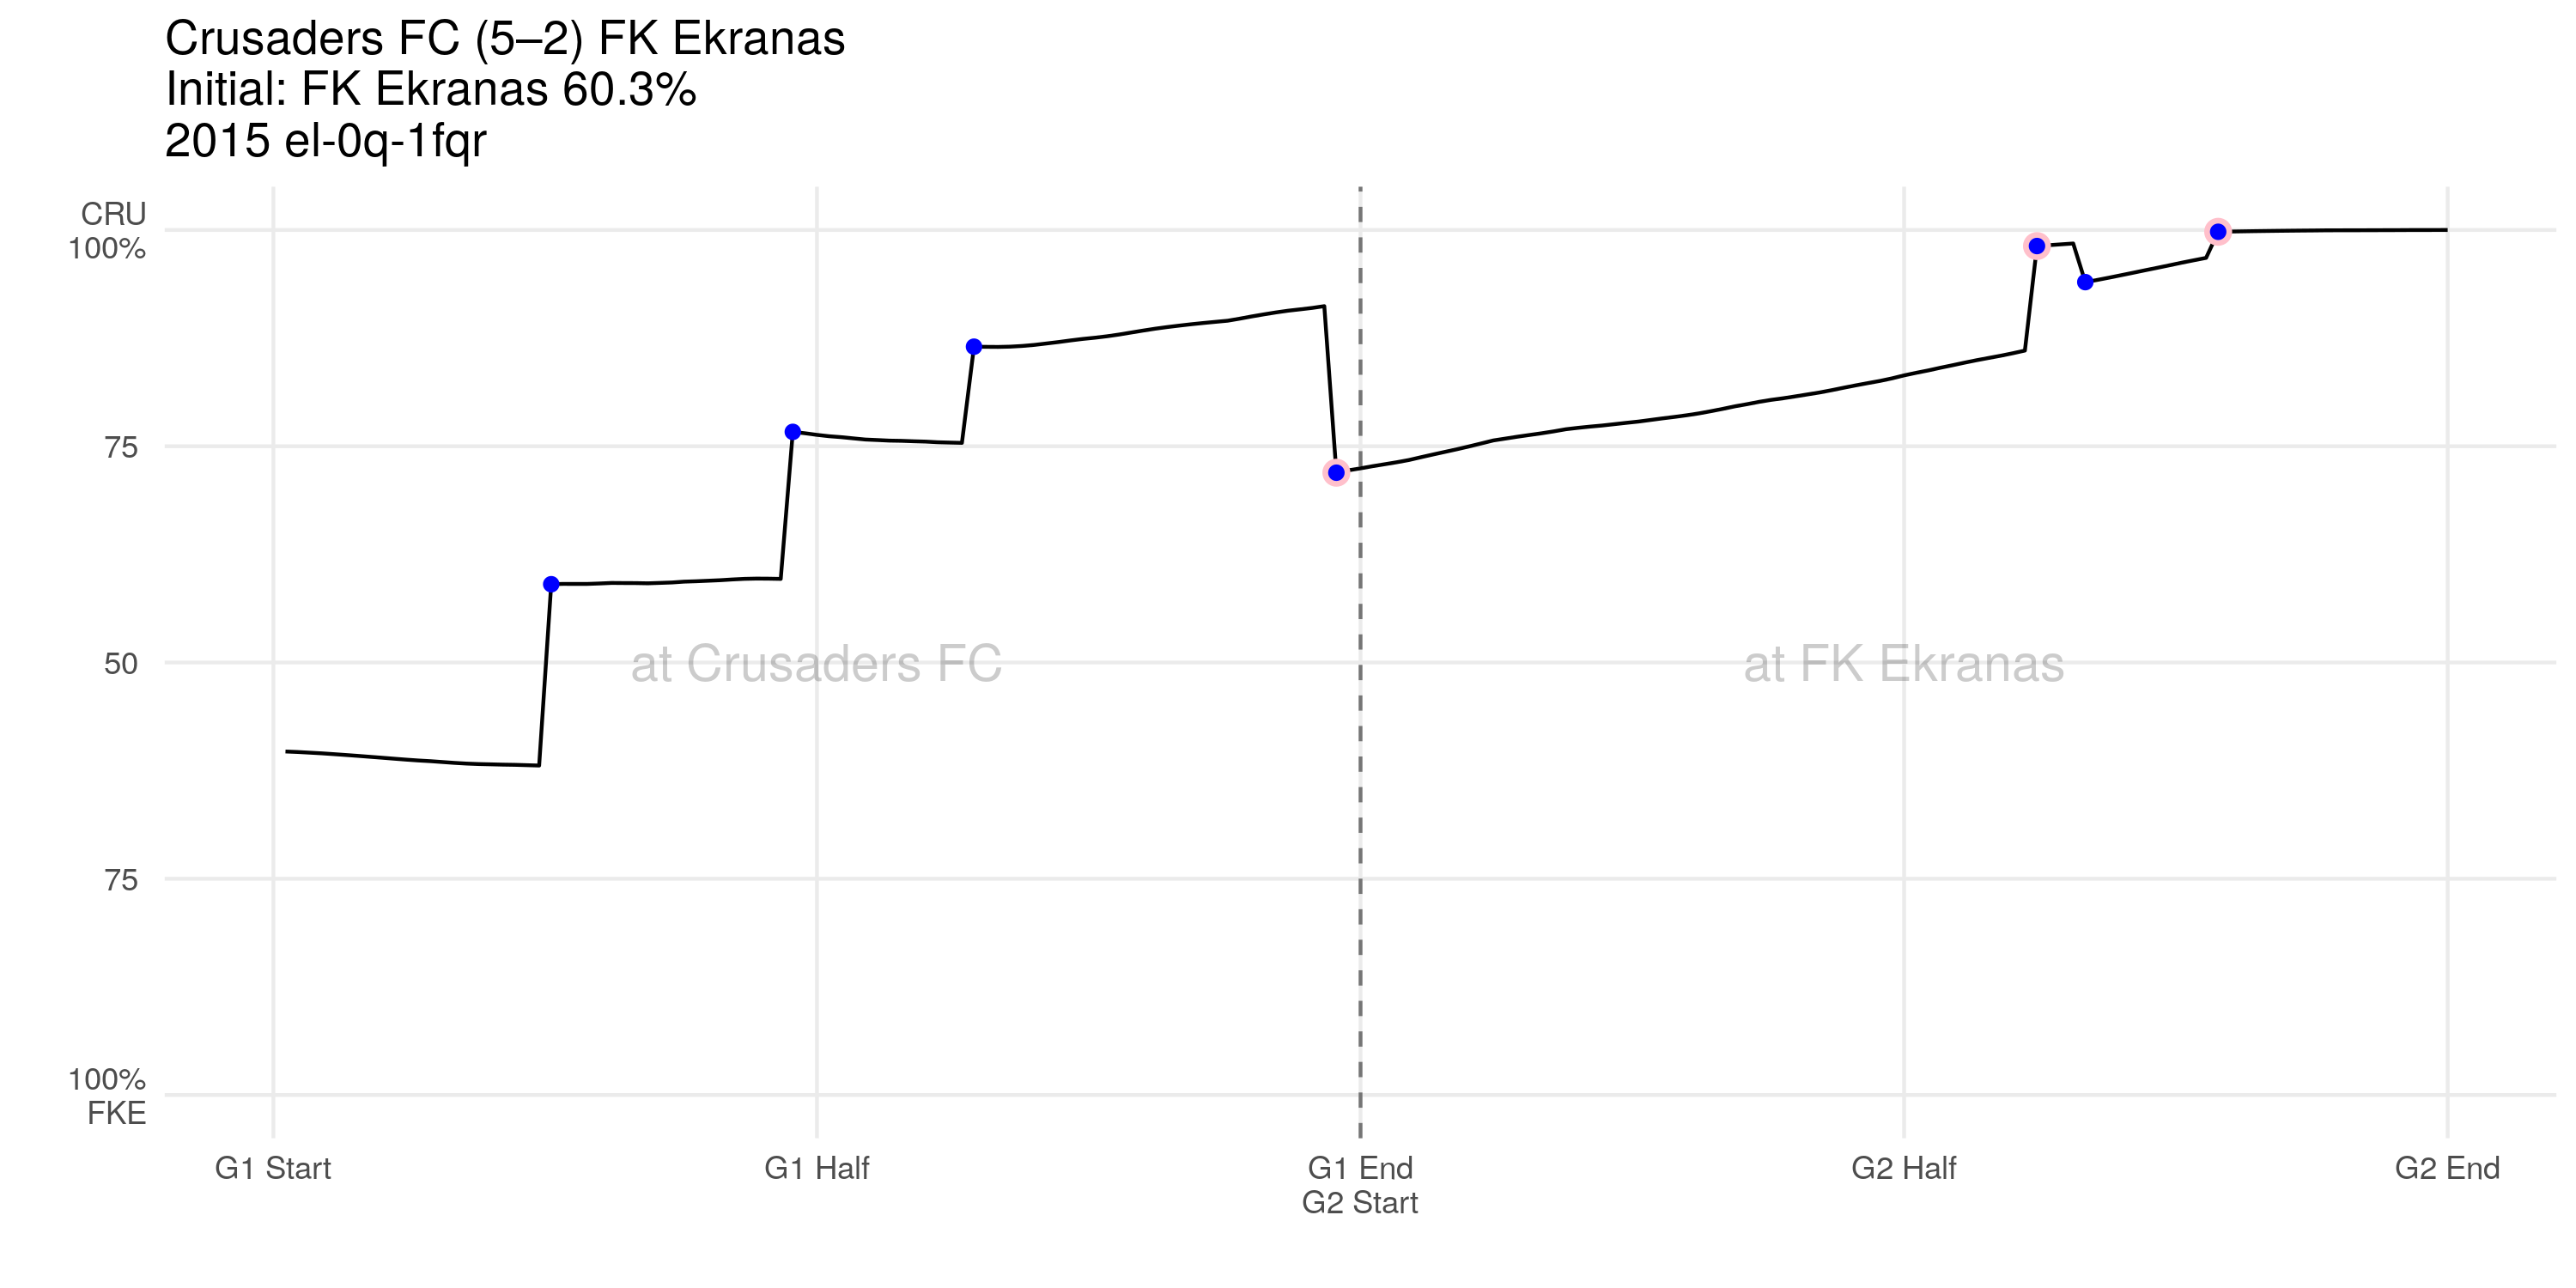 Crusaders FC (5–2) FK Ekranas
Initial: FK Ekranas 60.3%
2015 el-0q-1fqr
CRU
100%
75
50
75
100%
FKE
at Crusaders FC
at FK Ekranas
G1 Start
G1 Half
G1 End
G2 Start
G2 Half
G2 End